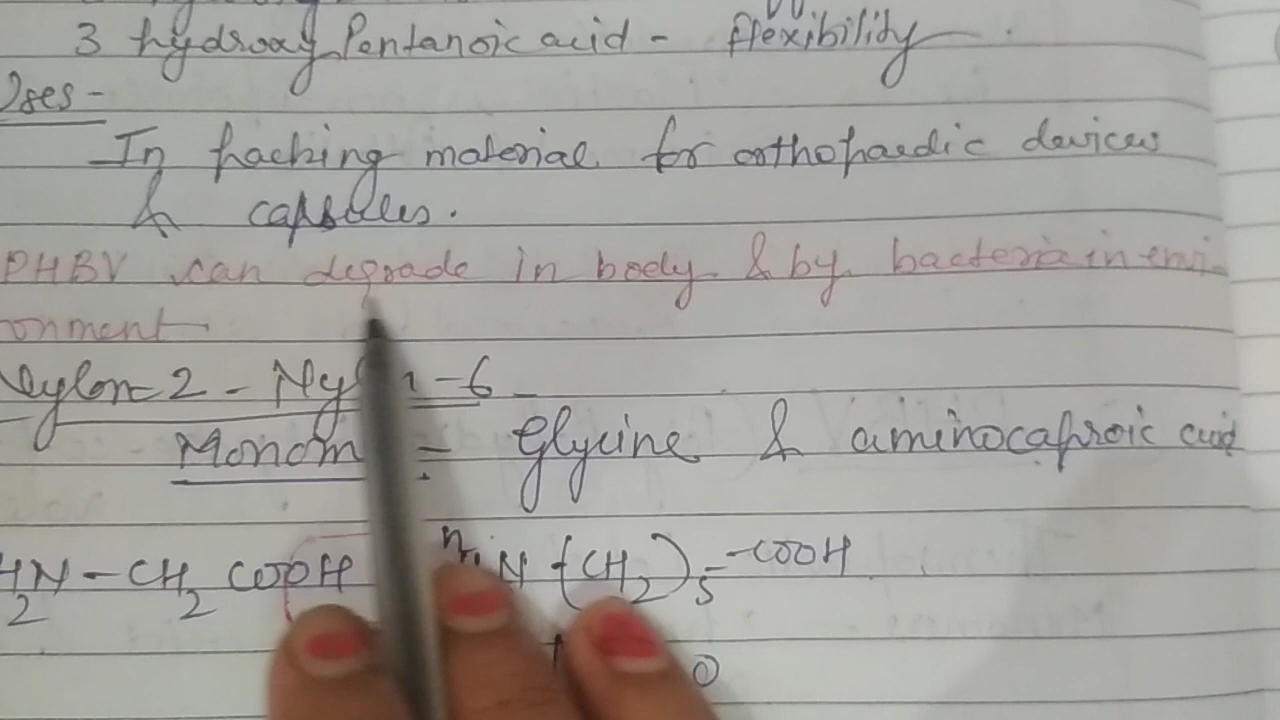 3 hydroxy Pentanoic acid - flexibility.
Uses -
In packing material for orthopaedic devices
& capsules.
PHBV can degrade in body & by bacteria in envi-
ronment.
Nylon-2 - Nylon-6
Monom =: Glycine & aminocaproic acid
H2N-CH2 COOH n N-(CH2)5-COOH
O